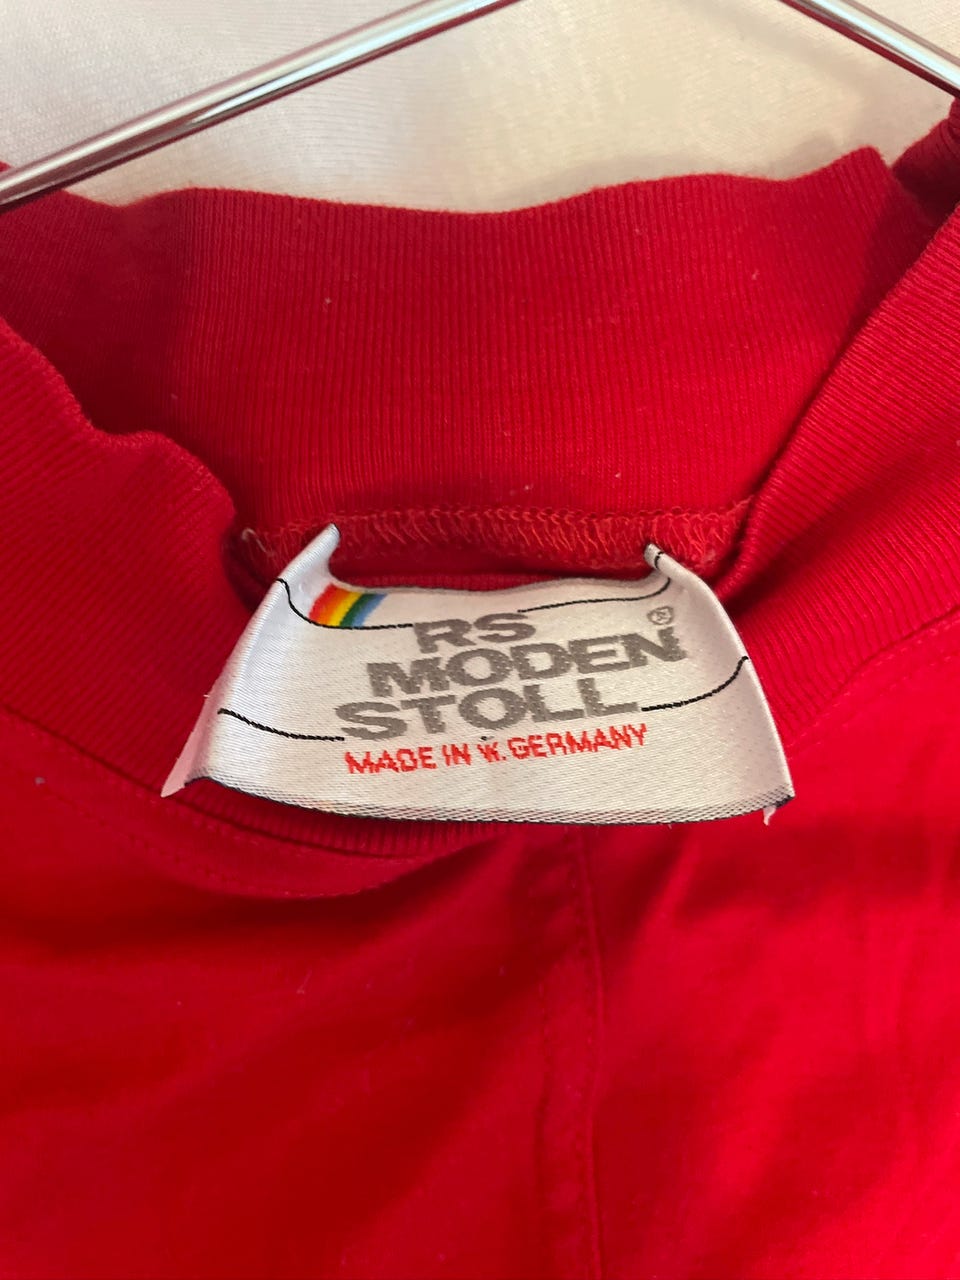 RS
MODEN ®
STOLL
MADE IN W. GERMANY